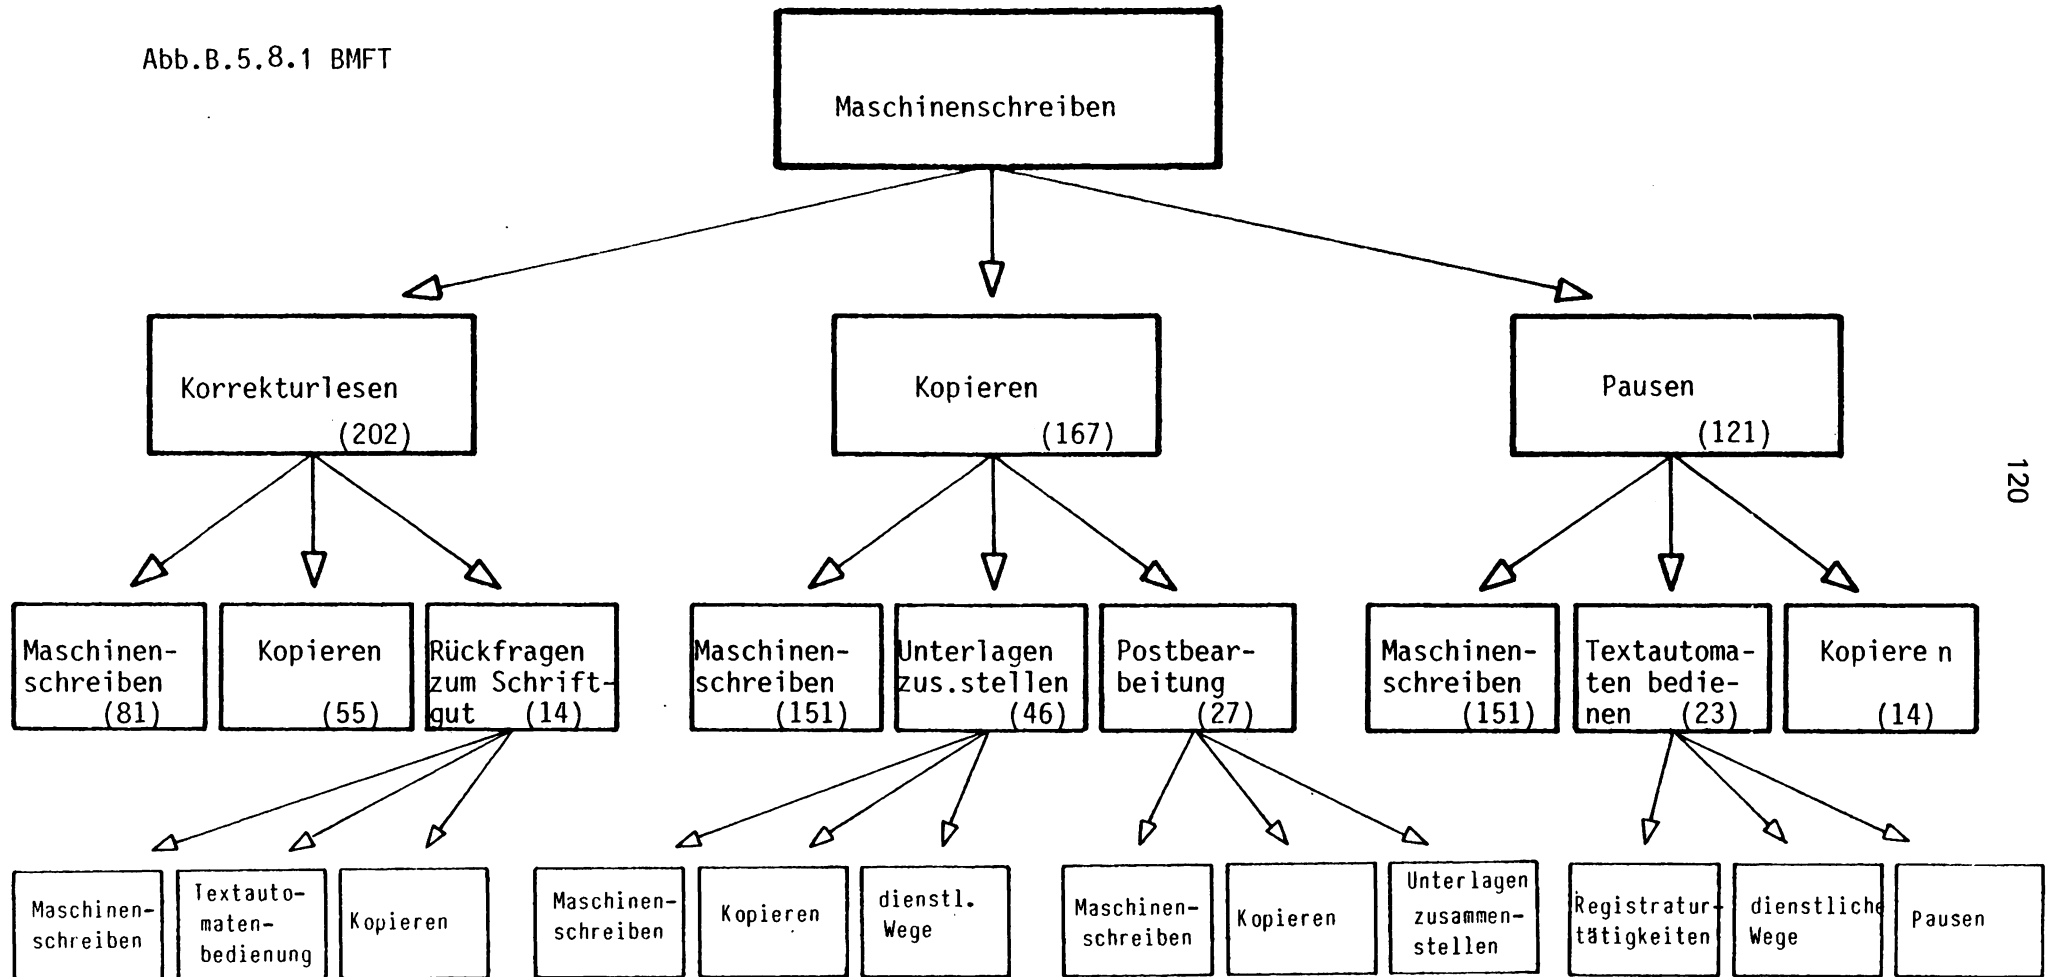 Abb.B.5.8.1 BMFT
Maschinenschreiben
Korrekturlesen
(202)
Kopieren
(167)
Pausen
(121)
120
Maschinen-
schreiben
(81)
Kopieren
(55)
Rückfragen
zum Schrift-
gut (14)
Maschinen-
schreiben
(151)
Unterlagen
zus.stellen
(46)
Postbear-
beitung
(27)
Maschinen-
schreiben
(151)
Textautoma-
ten bedie-
nen (23)
Kopieren
(14)
Maschinen-
schreiben
Textauto-
maten-
bedienung
Kopieren
Maschinen-
schreiben
Kopieren
dienstl.
Wege
Maschinen-
schreiben
Kopieren
Unterlagen
zusammen-
stellen
Registratur-
tätigkeiten
dienstliche
Wege
Pausen